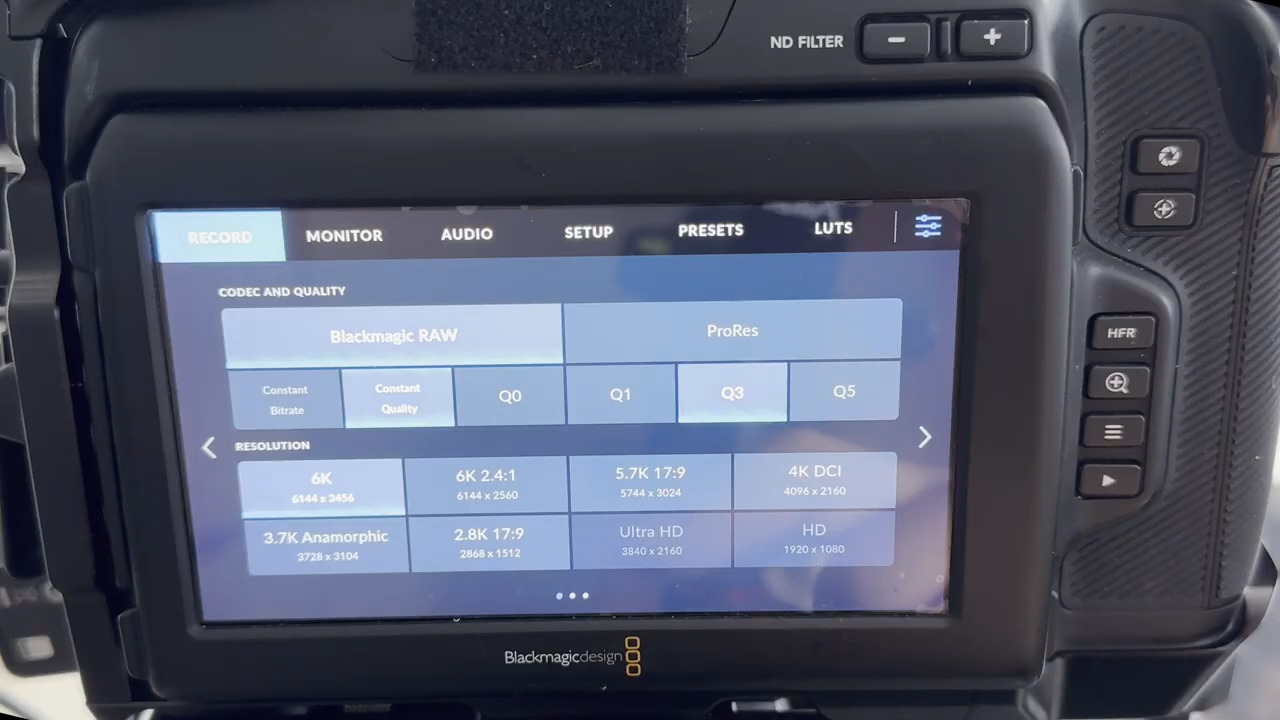 ND FILTER
RECORD MONITOR AUDIO SETUP PRESETS LUTS
CODEC AND QUALITY
Blackmagic RAW ProRes
Constant Bitrate Constant Quality Q0 Q1 Q3 Q5
RESOLUTION
6K 6K 2.4:1 5.7K 17:9 4K DCI
6144 x 3456 6144 x 2560 5744 x 3024 4096 x 2160
3.7K Anamorphic 2.8K 17:9 Ultra HD HD
3728 x 3104 2868 x 1512 3840 x 2160 1920 x 1080
Blackmagicdesign
HFR